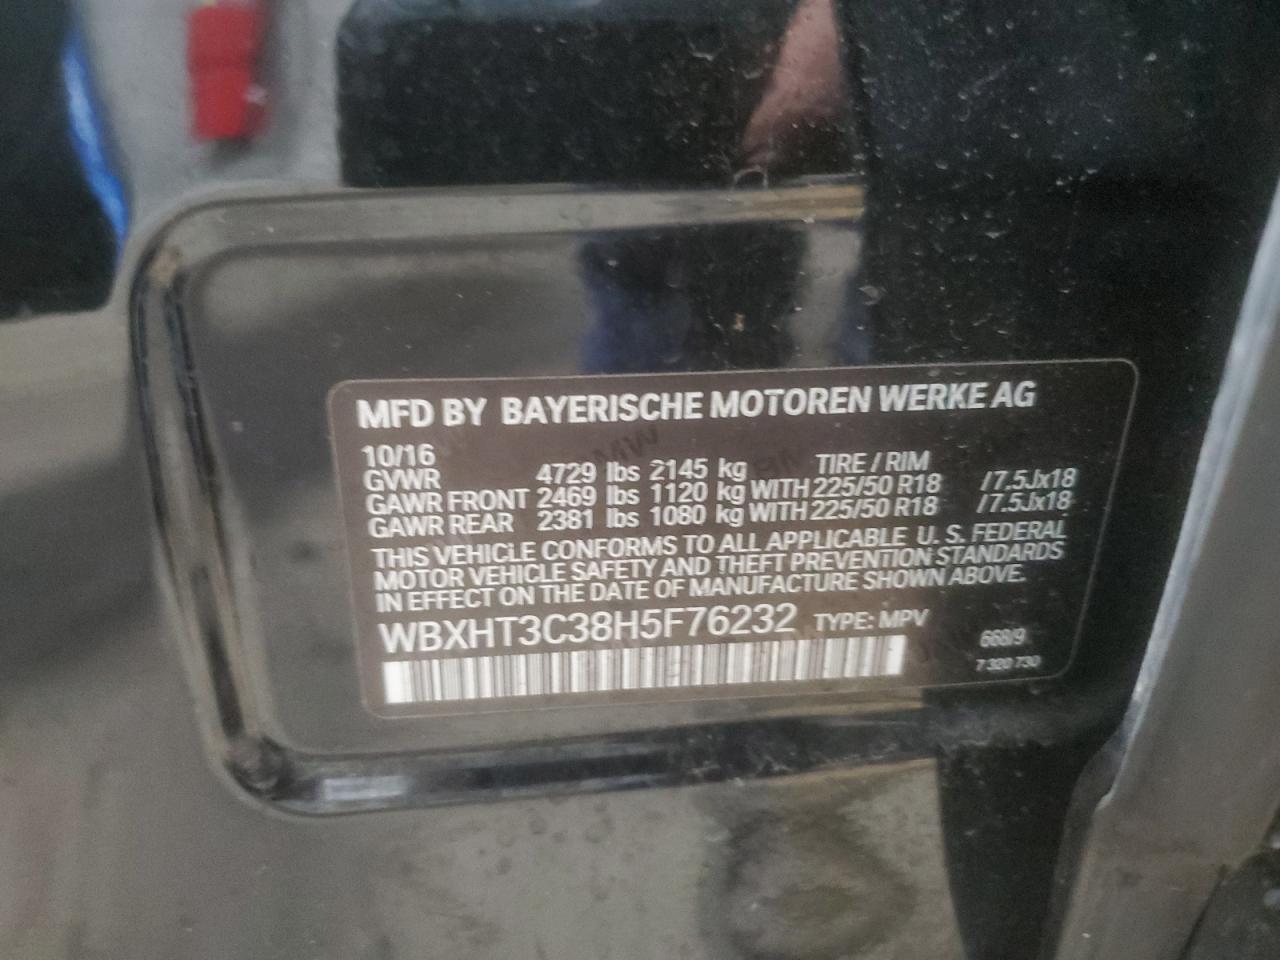 MFD BY BAYERISCHE MOTOREN WERKE AG
10/16
GVWR 4729 lbs 2145 kg TIRE / RIM
GAWR FRONT 2469 lbs 1120 kg WITH 225/50 R18 /7.5Jx18
GAWR REAR 2381 lbs 1080 kg WITH 225/50 R18 /7.5Jx18
THIS VEHICLE CONFORMS TO ALL APPLICABLE U. S. FEDERAL
MOTOR VEHICLE SAFETY AND THEFT PREVENTION STANDARDS
IN EFFECT ON THE DATE OF MANUFACTURE SHOWN ABOVE.
WBXHT3C38H5F76232 TYPE: MPV
668/9
7 320 730